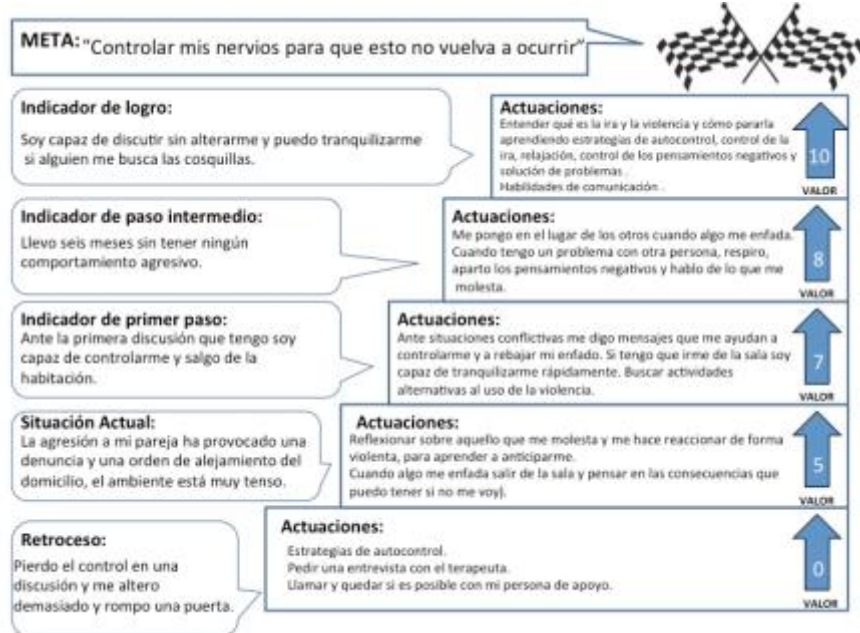 META: "Controlar mis nervios para que esto no vuelva a ocurrir"
Indicador de logro:
Soy capaz de discutir sin alterarme y puedo tranquilizarme
si alguien me busca las cosquillas.
Actuaciones:
Entender qué es la ira y la violencia y cómo pararla
aprendiendo estrategias de autocontrol, control de la
ira, relajación, control de los pensamientos negativos y
solución de problemas .
Habilidades de comunicación .
10
VALOR
Indicador de paso intermedio:
Llevo seis meses sin tener ningún
comportamiento agresivo.
Actuaciones:
Me pongo en el lugar de los otros cuando algo me enfada.
Cuando tengo un problema con otra persona, respiro,
aparto los pensamientos negativos y hablo de lo que me
molesta.
8
VALOR
Indicador de primer paso:
Ante la primera discusión que tengo soy
capaz de controlarme y salgo de la
habitación.
Actuaciones:
Ante situaciones conflictivas me digo mensajes que me ayudan a
controlarme y a rebajar mi enfado. Si tengo que irme de la sala soy
capaz de tranquilizarme rápidamente. Buscar actividades
alternativas al uso de la violencia.
7
VALOR
Situación Actual:
La agresión a mi pareja ha provocado una
denuncia y una orden de alejamiento del
domicilio, el ambiente está muy tenso.
Actuaciones:
Reflexionar sobre aquello que me molesta y me hace reaccionar de forma
violenta, para aprender a anticiparme.
Cuando algo me enfada salir de la sala y pensar en las consecuencias que
puedo tener si no me voy).
5
VALOR
Retroceso:
Pierdo el control en una
discusión y me altero
demasiado y rompo una puerta.
Actuaciones:
Estrategias de autocontrol.
Pedir una entrevista con el terapeuta.
Llamar y quedar si es posible con mi persona de apoyo.
0
VALOR